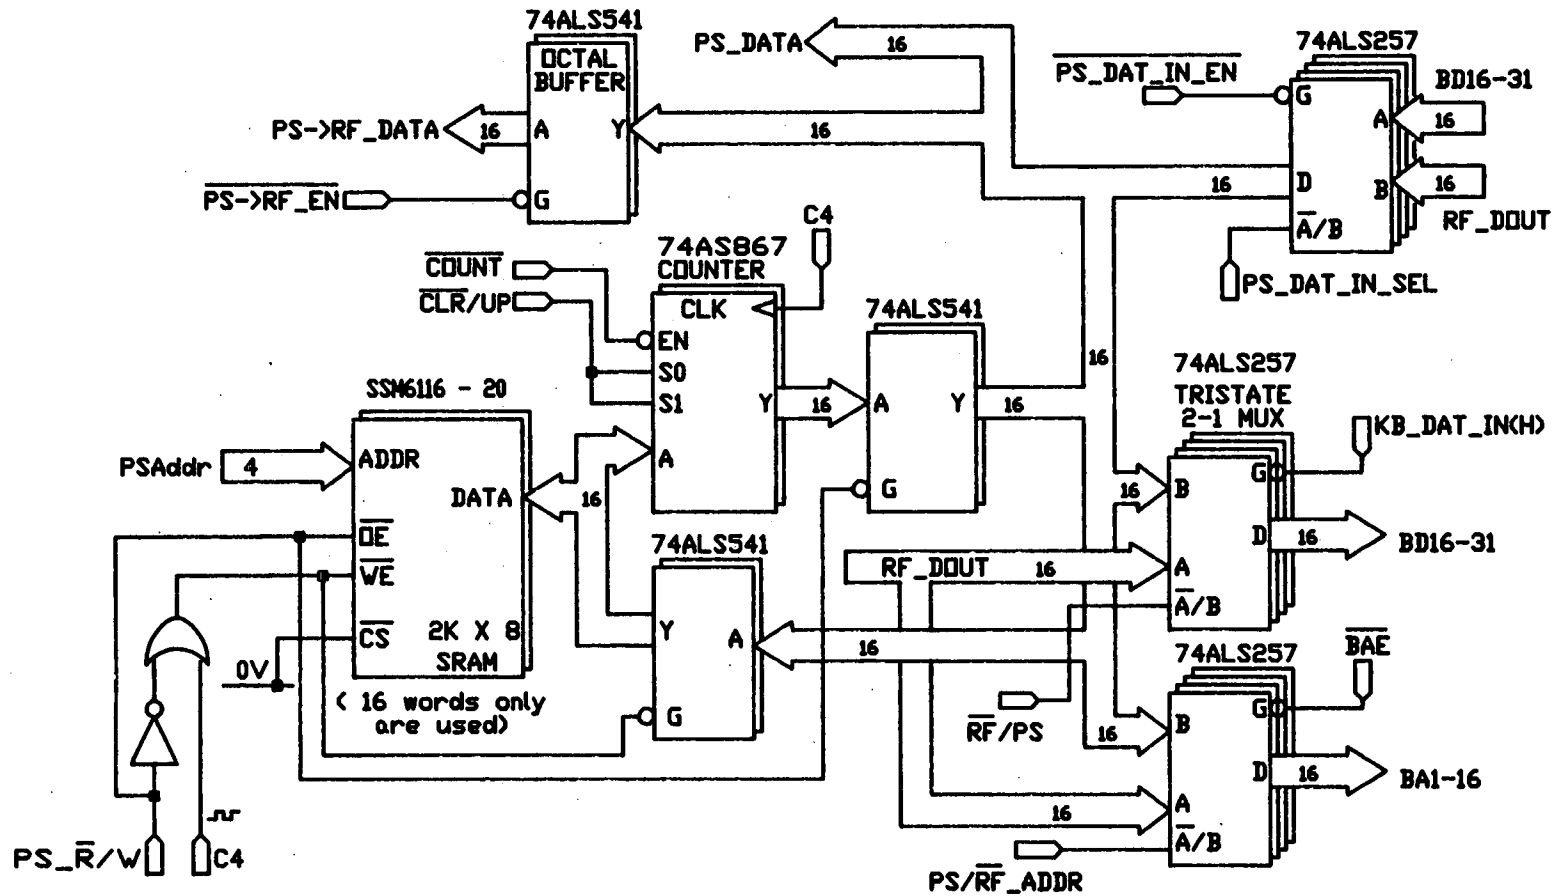 74ALS541
OCTAL
BUFFER
A
Y
G
PS->RF_DATA
16
PS->RF_EN
PS_DATA
16
16
PS_DAT_IN_EN
74ALS257
G
A
B
D
A/B
BD16-31
16
16
RF_DOUT
16
PS_DAT_IN_SEL
COUNT
CLR/UP
74AS867
COUNTER
CLK
C4
EN
S0
S1
Y
A
16
74ALS541
A
Y
G
16
16
SSM6116 - 20
PSAddr
4
ADDR
DATA
OE
WE
CS
2K X 8
SRAM
16
0V
( 16 words only
are used)
74ALS541
Y
A
G
16
RF_DOUT
16
74ALS257
TRISTATE
2-1 MUX
G
KB_DAT_IN(H)
B
16
D
16
BD16-31
A
A/B
RF/PS
74ALS257
BAE
G
B
16
D
16
BA1-16
A
16
A/B
PS/RF_ADDR
PS_R/W
C4